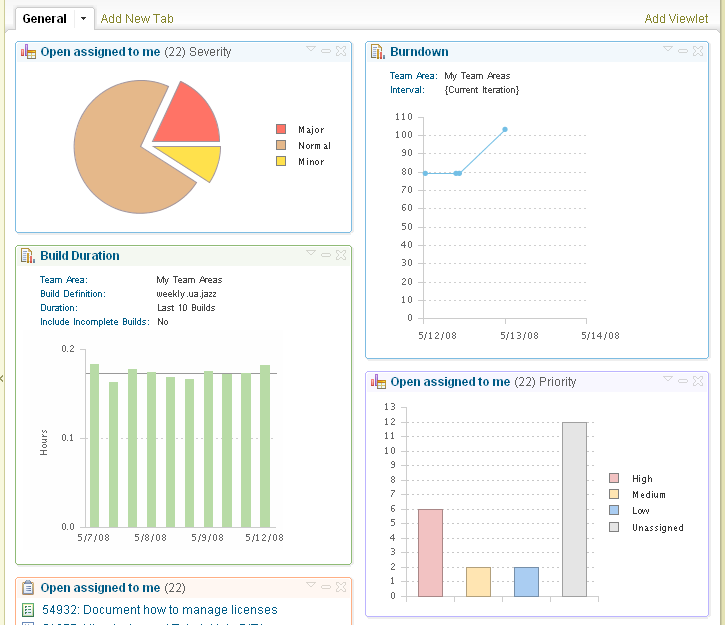 General Add New Tab Add Viewlet
Open assigned to me (22) Severity
Major
Normal
Minor
Build Duration
Team Area: My Team Areas
Build Definition: weekly.ua.jazz
Duration: Last 10 Builds
Include Incomplete Builds: No
0.2
0.1
0.0
Hours
5/7/08 5/8/08 5/9/08 5/12/08
Open assigned to me (22)
54932: Document how to manage licenses
Burndown
Team Area: My Team Areas
Interval: {Current Iteration}
110
100
90
80
70
60
50
40
30
20
10
0
5/12/08 5/13/08 5/14/08
Open assigned to me (22) Priority
13
12
11
10
9
8
7
6
5
4
3
2
1
0
High
Medium
Low
Unassigned